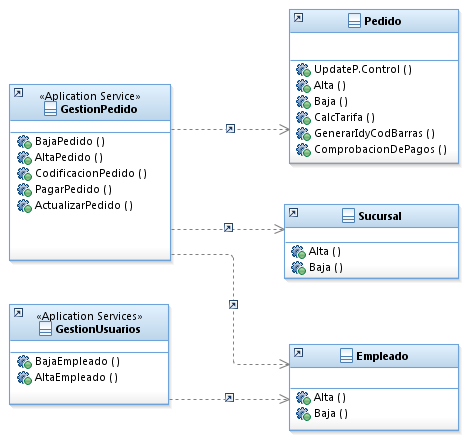 «Aplication Service»
GestionPedido
BajaPedido ()
AltaPedido ()
CodificacionPedido ()
PagarPedido ()
ActualizarPedido ()
«Aplication Services»
GestionUsuarios
BajaEmpleado ()
AltaEmpleado ()
Pedido
UpdateP.Control ()
Alta ()
Baja ()
CalcTarifa ()
GenerarIdyCodBarras ()
ComprobacionDePagos ()
Sucursal
Alta ()
Baja ()
Empleado
Alta ()
Baja ()